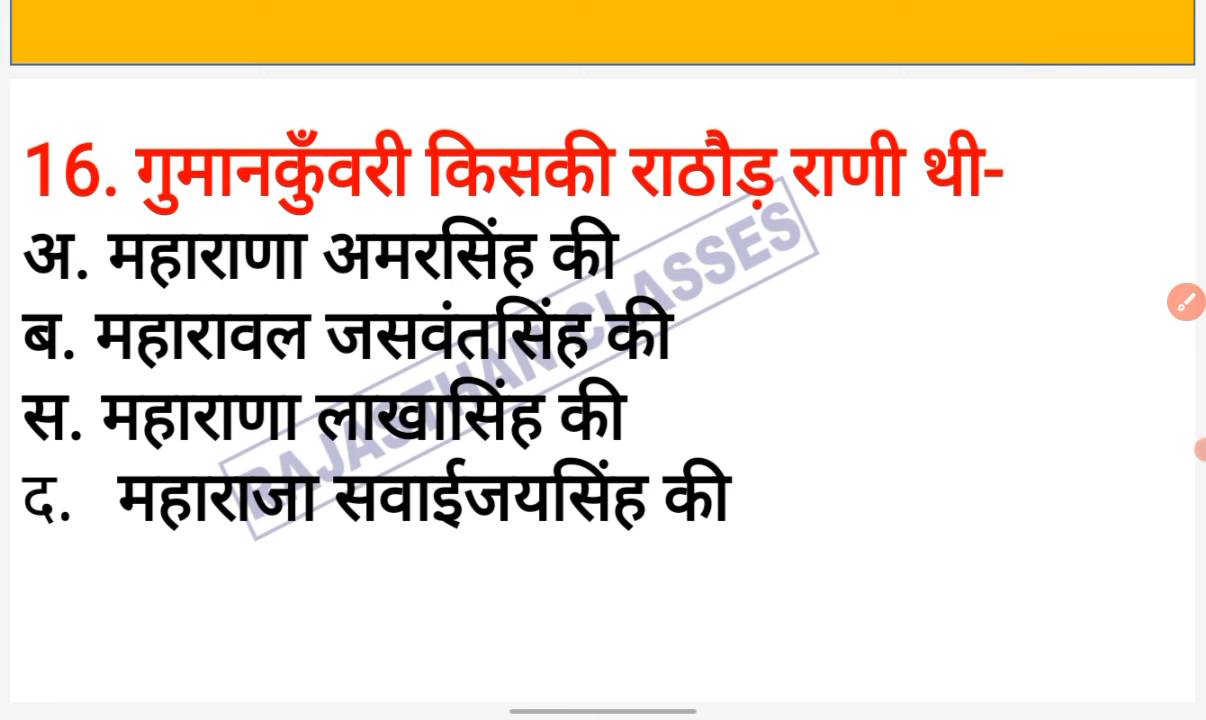 16. गुमानकुँवरी किसकी राठौड़ राणी थी-
अ. महाराणा अमरसिंह की
ब. महारावल जसवंतसिंह की
स. महाराणा लाखासिंह की
द. महाराजा सवाईजयसिंह की
RAJASTHAN CLASSES